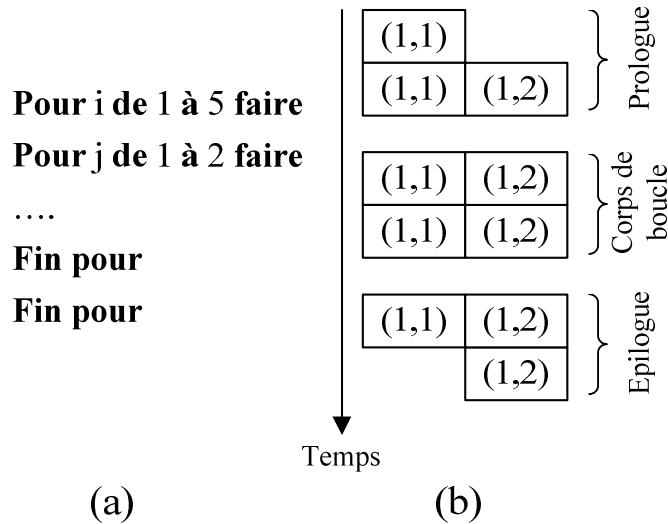 Pour i de 1 à 5 faire
Pour j de 1 à 2 faire
....
Fin pour
Fin pour
(a)
(1,1)
(1,1) (1,2)
Prologue
(1,1) (1,2)
(1,1) (1,2)
Corps de
boucle
(1,1) (1,2)
(1,2)
Epilogue
Temps
(b)